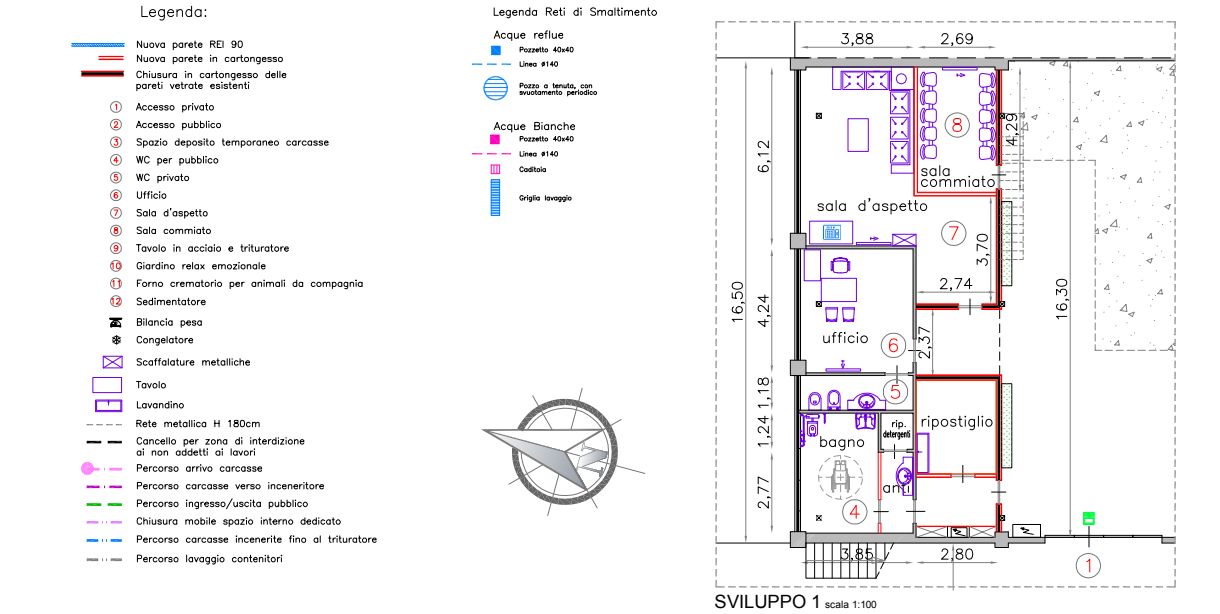 Legenda:
Nuova parete REI 90
Nuova parete in cartongesso
Chiusura in cartongesso delle
pareti vetrate esistenti
1 Accesso privato
2 Accesso pubblico
3 Spazio deposito temporaneo carcasse
4 WC per pubblico
5 WC privato
6 Ufficio
7 Sala d'aspetto
8 Sala commiato
9 Tavolo in acciaio e trituratore
10 Giardino relax emozionale
11 Forno crematorio per animali da compagnia
12 Sedimentatore
Bilancia pesa
Congelatore
Scaffalature metalliche
Tavolo
Lavandino
Rete metallica H 180cm
Cancello per zona di interdizione
ai non addetti ai lavori
Percorso arrivo carcasse
Percorso carcasse verso inceneritore
Percorso ingresso/uscita pubblico
Chiusura mobile spazio interno dedicato
Percorso carcasse incenerite fino al trituratore
Percorso lavaggio contenitori
Legenda Reti di Smaltimento
Acque reflue
Pozzetto 40x40
Linea ø140
Pozzo a tenuta, con
svuotamento periodico
Acque Bianche
Pozzetto 40x40
Linea ø140
Caditoia
Griglia lavaggio
3,88
2,69
6,12
8
4,29
sala
commiato
sala d'aspetto
7
3,70
2,74
16,50
4,24
16,30
ufficio
6
2,37
5
1,18
1,24
bagno
rip.
detergenti
ripostiglio
2,77
anti
4
3,85
2,80
1
SVILUPPO 1 scala 1:100